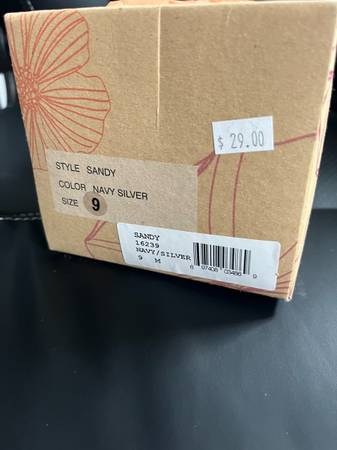 $ 29.00
STYLE SANDY
COLOR NAVY SILVER
SIZE 9
SANDY
16239
NAVY/SILVER
9 M